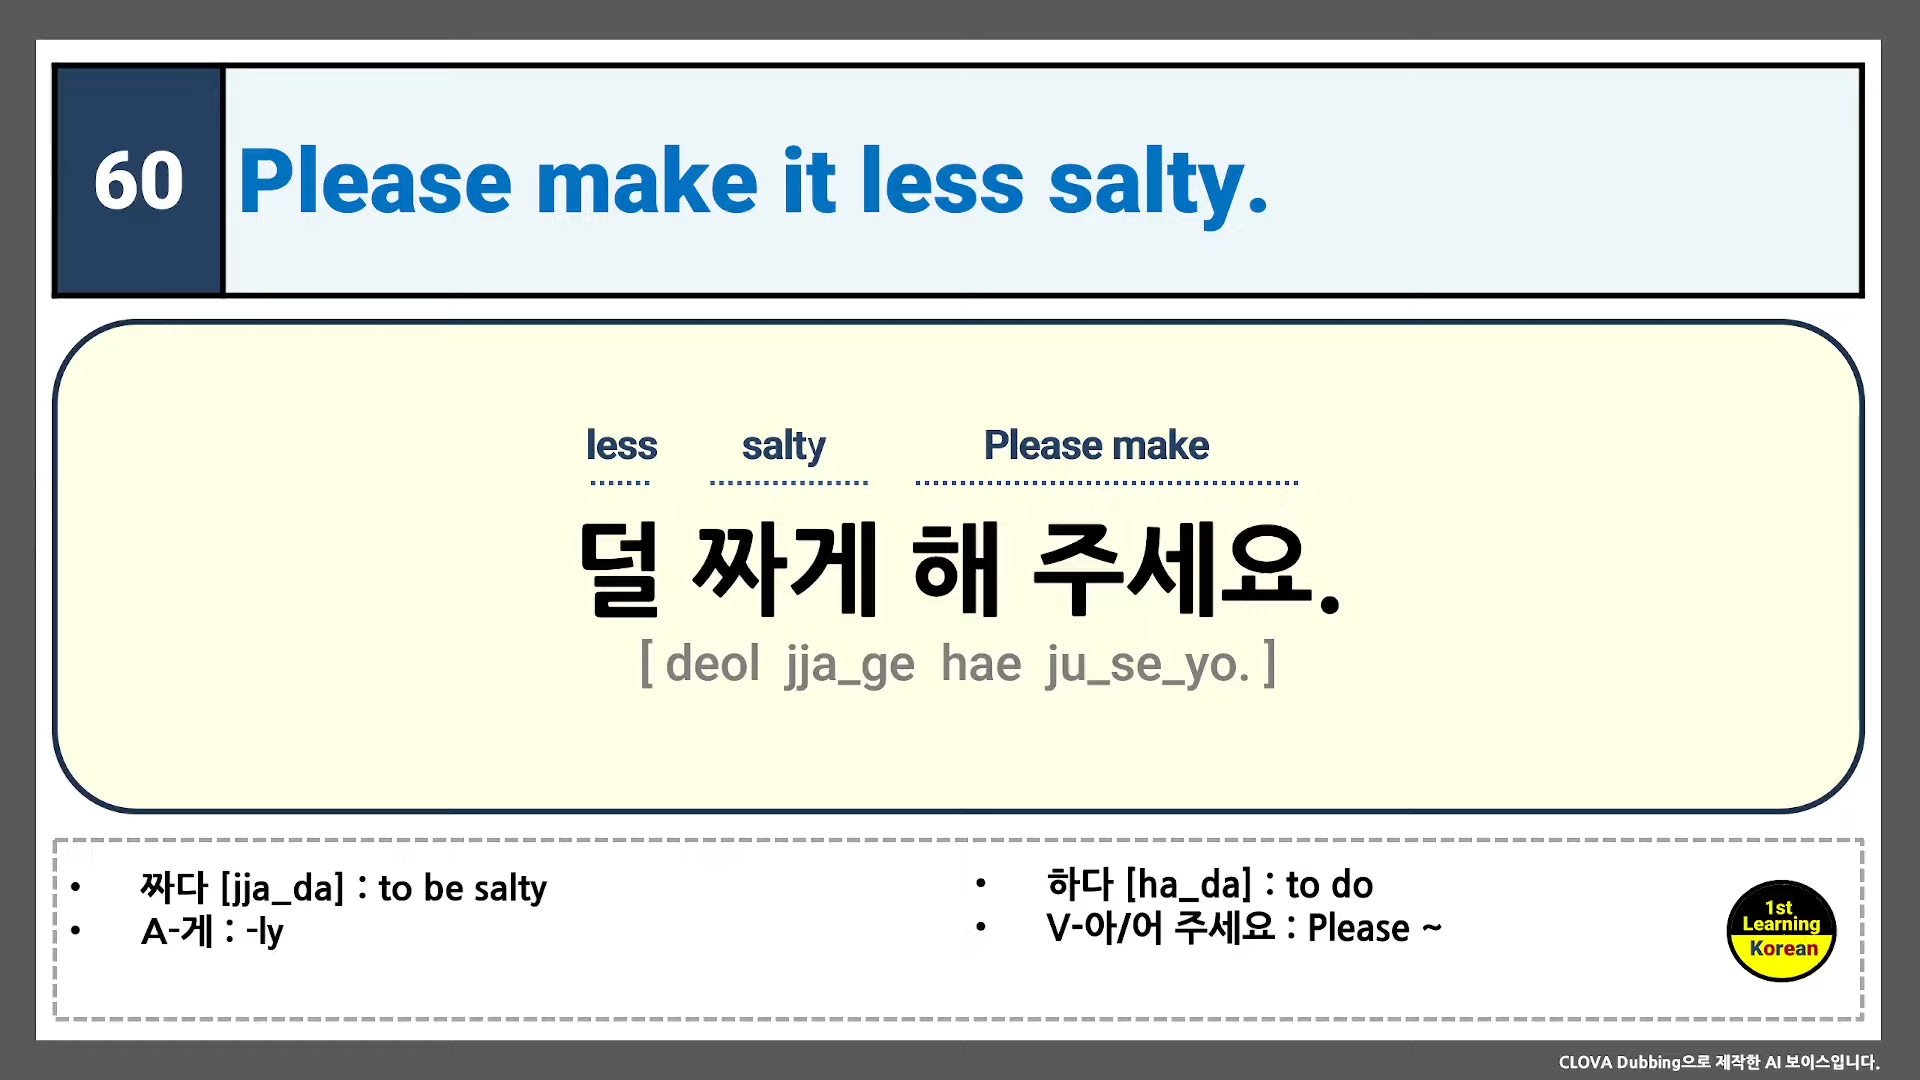 60
Please make it less salty.
less salty Please make
덜 짜게 해 주세요.
[ deol jja_ge hae ju_se_yo. ]
• 짜다 [jja_da] : to be salty
• A-게 : -ly
• 하다 [ha_da] : to do
• V-아/어 주세요 : Please ~
1st
Learning
Korean
CLOVA Dubbing으로 제작한 AI 보이스입니다.